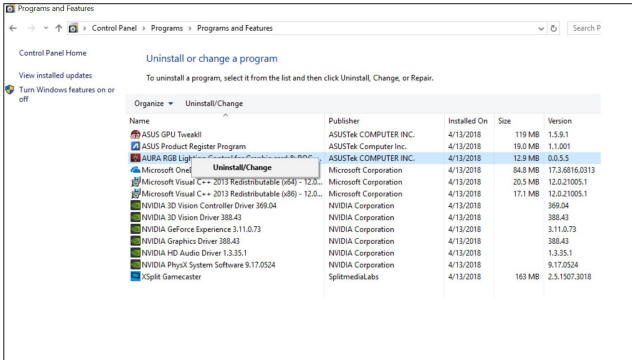 Programs and Features
Control Panel > Programs > Programs and Features
Search P
Control Panel Home
View installed updates
Turn Windows features on or
off
Uninstall or change a program
To uninstall a program, select it from the list and then click Uninstall, Change, or Repair.
Organize Uninstall/Change
Name Publisher Installed On Size Version
ASUS GPU TweakII ASUSTek COMPUTER INC. 4/13/2018 119 MB 1.5.9.1
ASUS Product Register Program ASUSTek Computer Inc. 4/13/2018 19.0 MB 1.1.001
AURA RGB Lighting Control for Graphic card & ROG ... ASUSTek COMPUTER INC. 4/13/2018 12.9 MB 0.0.5.5
Uninstall/Change
Microsoft One Microsoft Corporation 4/13/2018 84.8 MB 17.3.6816.0313
Microsoft Visual C++ 2013 Redistributable (x64) - 12.0... Microsoft Corporation 4/13/2018 20.5 MB 12.0.21005.1
Microsoft Visual C++ 2013 Redistributable (x86) - 12.0... Microsoft Corporation 4/13/2018 17.1 MB 12.0.21005.1
NVIDIA 3D Vision Controller Driver 369.04 NVIDIA Corporation 4/13/2018 369.04
NVIDIA 3D Vision Driver 388.43 NVIDIA Corporation 4/13/2018 388.43
NVIDIA GeForce Experience 3.11.0.73 NVIDIA Corporation 4/13/2018 3.11.0.73
NVIDIA Graphics Driver 388.43 NVIDIA Corporation 4/13/2018 388.43
NVIDIA HD Audio Driver 1.3.35.1 NVIDIA Corporation 4/13/2018 1.3.35.1
NVIDIA PhysX System Software 9.17.0524 NVIDIA Corporation 4/13/2018 9.17.0524
XSplit Gamecaster SplitmediaLabs 4/13/2018 163 MB 2.5.1507.3018